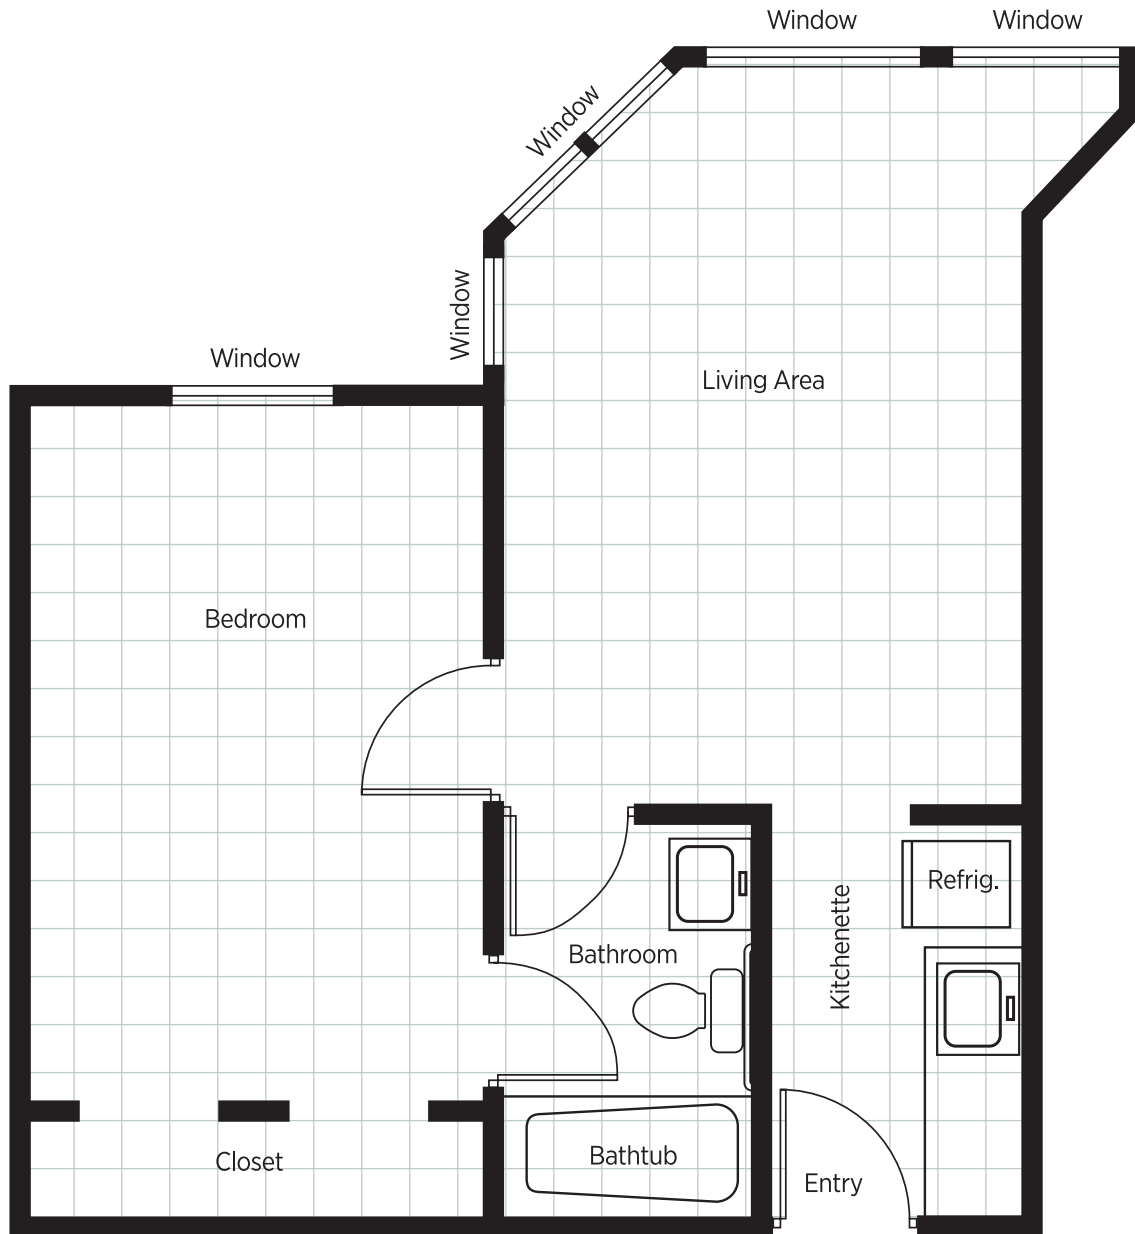 Window
Window
Window
Window
Window
Living Area
Bedroom
Refrig.
Kitchenette
Bathroom
Bathtub
Closet
Entry